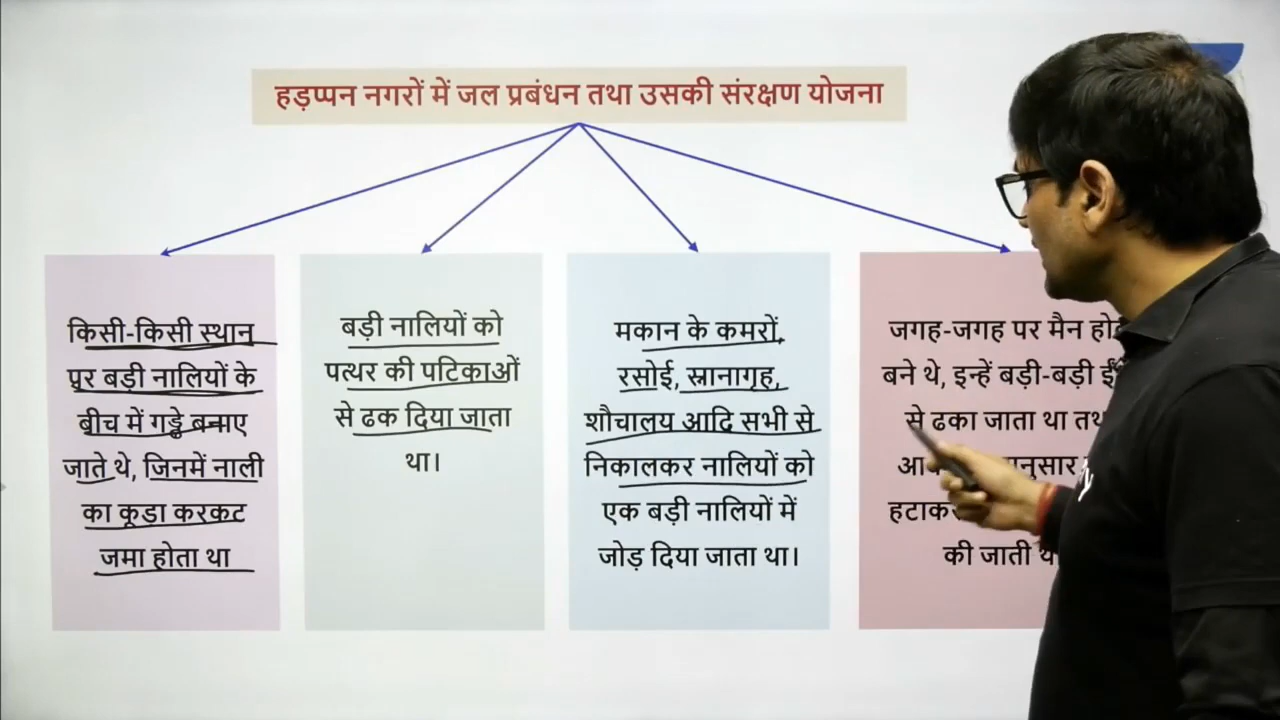 हड़प्पन नगरों में जल प्रबंधन तथा उसकी संरक्षण योजना
किसी-किसी स्थान
पर बड़ी नालियों के
बीच में गड्ढे बनाए
जाते थे, जिनमें नाली
का कूड़ा करकट
जमा होता था
बड़ी नालियों को
पत्थर की पटिकाओं
से ढक दिया जाता
था।
मकान के कमरों,
रसोई, स्नानागृह,
शौचालय आदि सभी से
निकालकर नालियों को
एक बड़ी नालियों में
जोड़ दिया जाता था।
जगह-जगह पर मैन
बने थे, इन्हें बड़ी-बड़ी
से ढका जाता था
की जाती